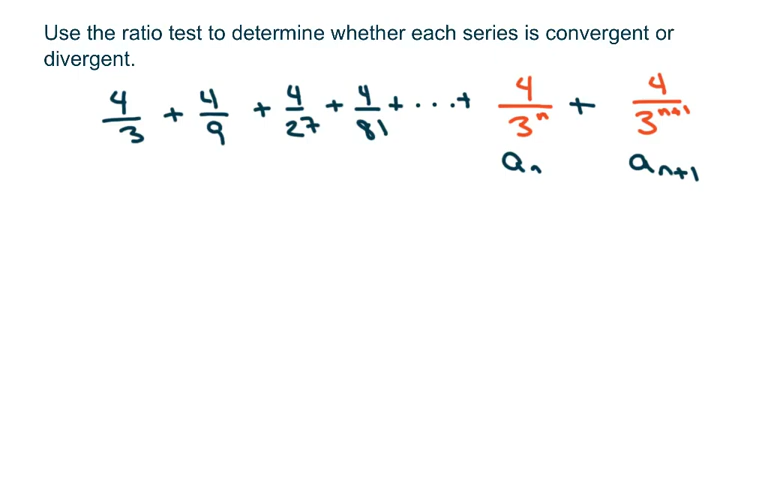 Use the ratio test to determine whether each series is convergent or
divergent.
4/3 + 4/9 + 4/27 + 4/81 + · · · + 4/3^n + 4/3^(n+1)
a_n a_(n+1)